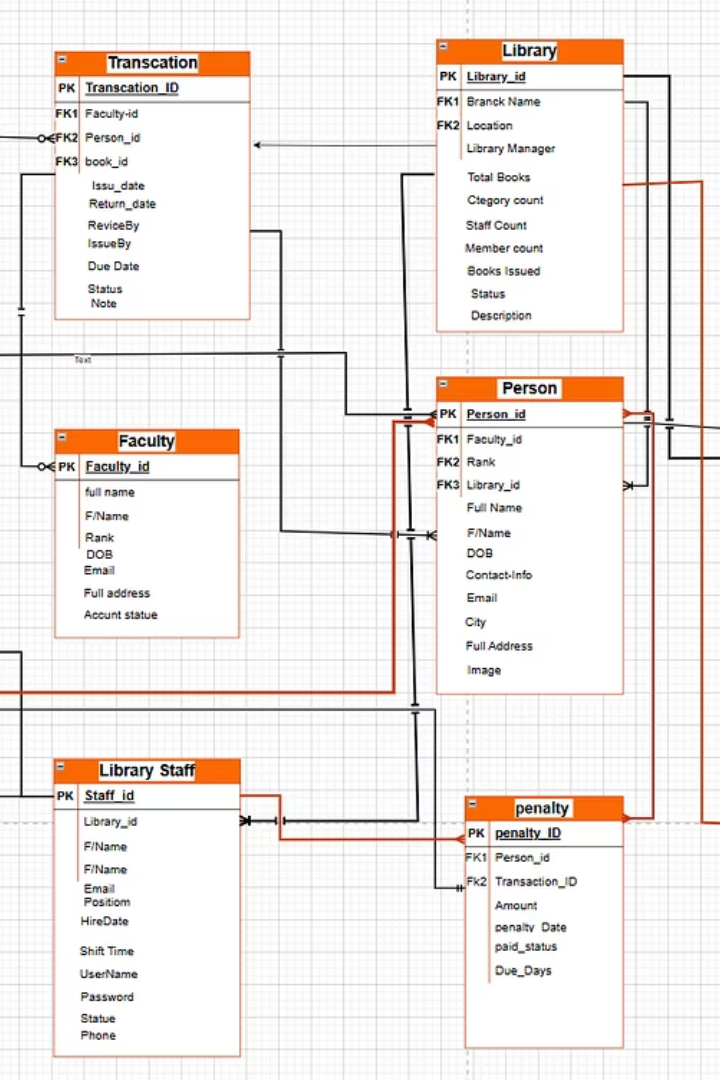 Transcation
PK Transcation_ID
FK1 Faculty-id
FK2 Person_id
FK3 book_id
Issu_date
Return_date
ReviceBy
IssueBy
Due Date
Status
Note
Library
PK Library_id
FK1 Branck Name
FK2 Location
Library Manager
Total Books
Ctegory count
Staff Count
Member count
Books Issued
Status
Description
Text
Person
PK Person_id
FK1 Faculty_id
FK2 Rank
FK3 Library_id
Full Name
F/Name
DOB
Contact-Info
Email
City
Full Address
Image
Faculty
PK Faculty_id
full name
F/Name
Rank
DOB
Email
Full address
Accunt statue
Library Staff
PK Staff_id
Library_id
F/Name
F/Name
Email
Positiom
HireDate
Shift Time
UserName
Password
Statue
Phone
penalty
PK penalty_ID
FK1 Person_id
Fk2 Transaction_ID
Amount
penalty_Date
paid_status
Due_Days